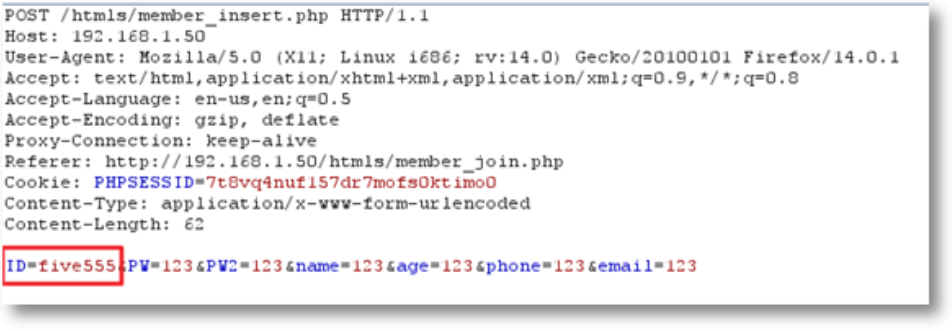 POST /htmls/member_insert.php HTTP/1.1
Host: 192.168.1.50
User-Agent: Mozilla/5.0 (X11; Linux i686; rv:14.0) Gecko/20100101 Firefox/14.0.1
Accept: text/html,application/xhtml+xml,application/xml;q=0.9,*/*;q=0.8
Accept-Language: en-us,en;q=0.5
Accept-Encoding: gzip, deflate
Proxy-Connection: keep-alive
Referer: http://192.168.1.50/htmls/member_join.php
Cookie: PHPSESSID=7t8vq4nuf157dr7mofs0ktimo0
Content-Type: application/x-www-form-urlencoded
Content-Length: 62
ID=five555&PW=123&PW2=123&name=123&age=123&phone=123&email=123